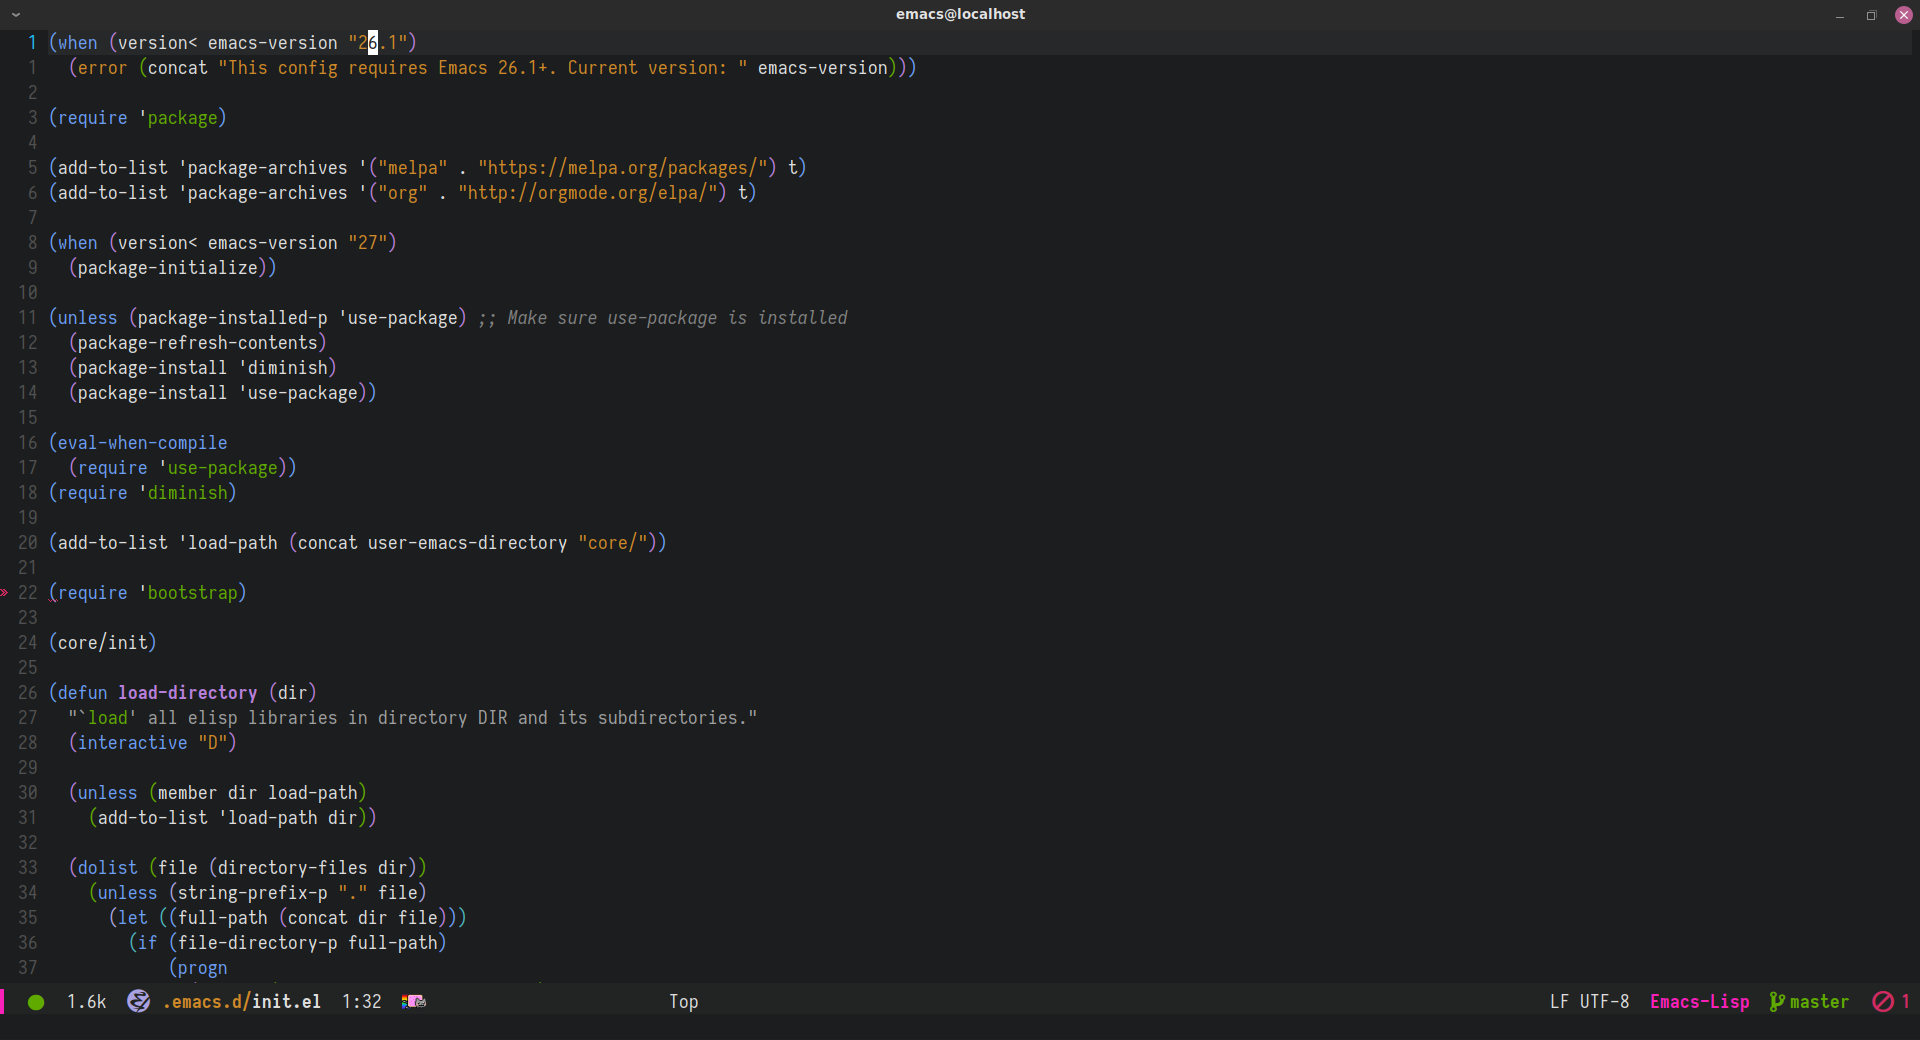 emacs@localhost
1 (when (version< emacs-version "26.1")
1   (error (concat "This config requires Emacs 26.1+. Current version: " emacs-version)))
2
3 (require 'package)
4
5 (add-to-list 'package-archives '("melpa" . "https://melpa.org/packages/") t)
6 (add-to-list 'package-archives '("org" . "http://orgmode.org/elpa/") t)
7
8 (when (version< emacs-version "27")
9   (package-initialize))
10
11 (unless (package-installed-p 'use-package) ;; Make sure use-package is installed
12   (package-refresh-contents)
13   (package-install 'diminish)
14   (package-install 'use-package))
15
16 (eval-when-compile
17   (require 'use-package))
18 (require 'diminish)
19
20 (add-to-list 'load-path (concat user-emacs-directory "core/"))
21
» 22 (require 'bootstrap)
23
24 (core/init)
25
26 (defun load-directory (dir)
27   "`load' all elisp libraries in directory DIR and its subdirectories."
28   (interactive "D")
29
30   (unless (member dir load-path)
31     (add-to-list 'load-path dir))
32
33   (dolist (file (directory-files dir))
34     (unless (string-prefix-p "." file)
35       (let ((full-path (concat dir file)))
36         (if (file-directory-p full-path)
37             (progn
1.6k .emacs.d/init.el 1:32 Top LF UTF-8 Emacs-Lisp master 1